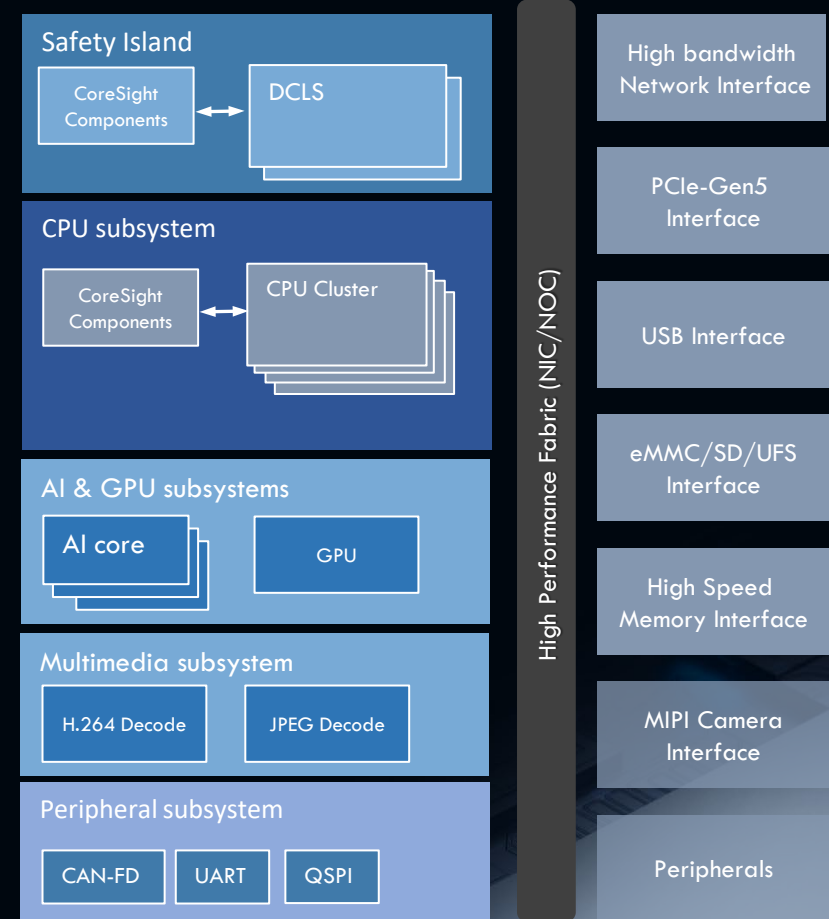 Safety Island
CoreSight
Components
DCLS
CPU subsystem
CoreSight
Components
CPU Cluster
AI & GPU subsystems
AI core
GPU
Multimedia subsystem
H.264 Decode
JPEG Decode
Peripheral subsystem
CAN-FD
UART
QSPI
High Performance Fabric (NIC/NOC)
High bandwidth
Network Interface
PCIe-Gen5
Interface
USB Interface
eMMC/SD/UFS
Interface
High Speed
Memory Interface
MIPI Camera
Interface
Peripherals